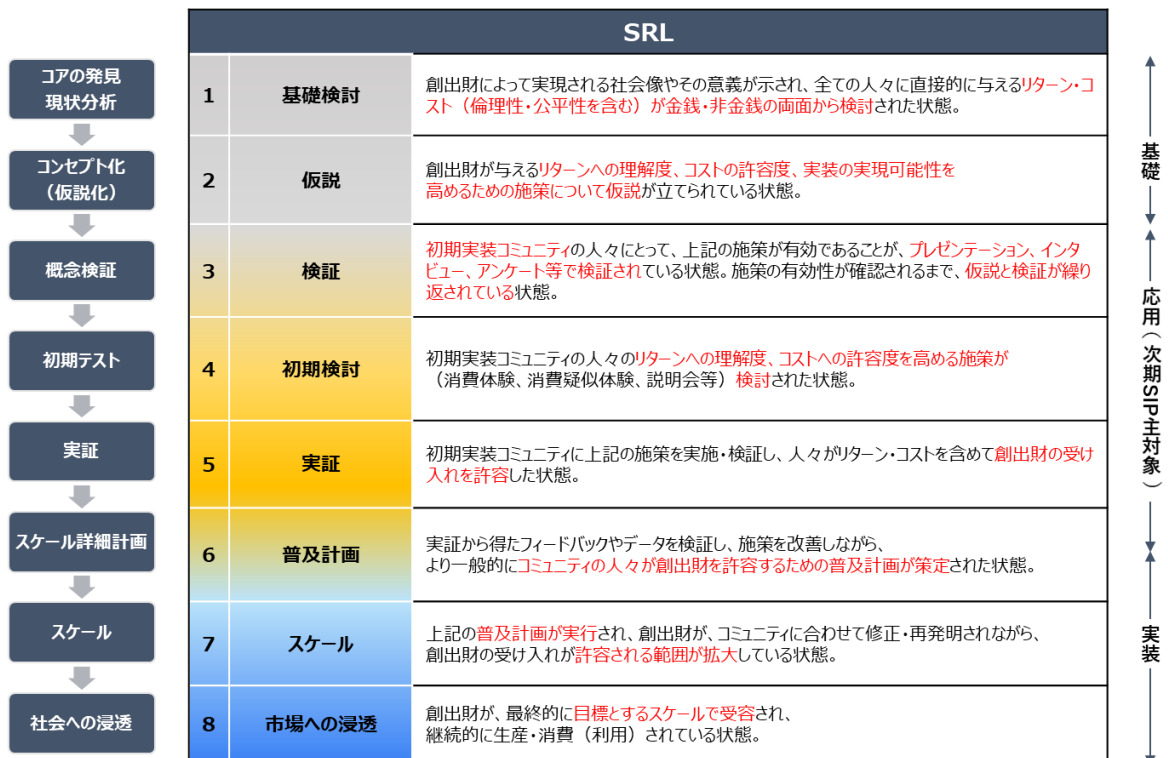 SRL
コアの発見
現状分析
1
基礎検討
創出財によって実現される社会像やその意義が示され、全ての人々に直接的に与えるリターン・コ
スト（倫理性・公平性を含む）が金銭・非金銭の両面から検討された状態。
コンセプト化
（仮説化）
2
仮説
創出財が与えるリターンへの理解度、コストの許容度、実装の実現可能性を
高めるための施策について仮説が立てられている状態。
基礎
概念検証
3
検証
初期実装コミュニティの人々にとって、上記の施策が有効であることが、プレゼンテーション、インタ
ビュー、アンケート等で検証されている状態。施策の有効性が確認されるまで、仮説と検証が繰り
返されている状態。
初期テスト
4
初期検討
初期実装コミュニティの人々のリターンへの理解度、コストへの許容度を高める施策が
（消費体験、消費疑似体験、説明会等）検討された状態。
実証
5
実証
初期実装コミュニティに上記の施策を実施・検証し、人々がリターン・コストを含めて創出財の受け
入れを許容した状態。
応用（次期SIP主対象）
スケール詳細計画
6
普及計画
実証から得たフィードバックやデータを検証し、施策を改善しながら、
より一般的にコミュニティの人々が創出財を許容するための普及計画が策定された状態。
スケール
7
スケール
上記の普及計画が実行され、創出財が、コミュニティに合わせて修正・再発明されながら、
創出財の受け入れが許容される範囲が拡大している状態。
社会への浸透
8
市場への浸透
創出財が、最終的に目標とするスケールで受容され、
継続的に生産・消費（利用）されている状態。
実装